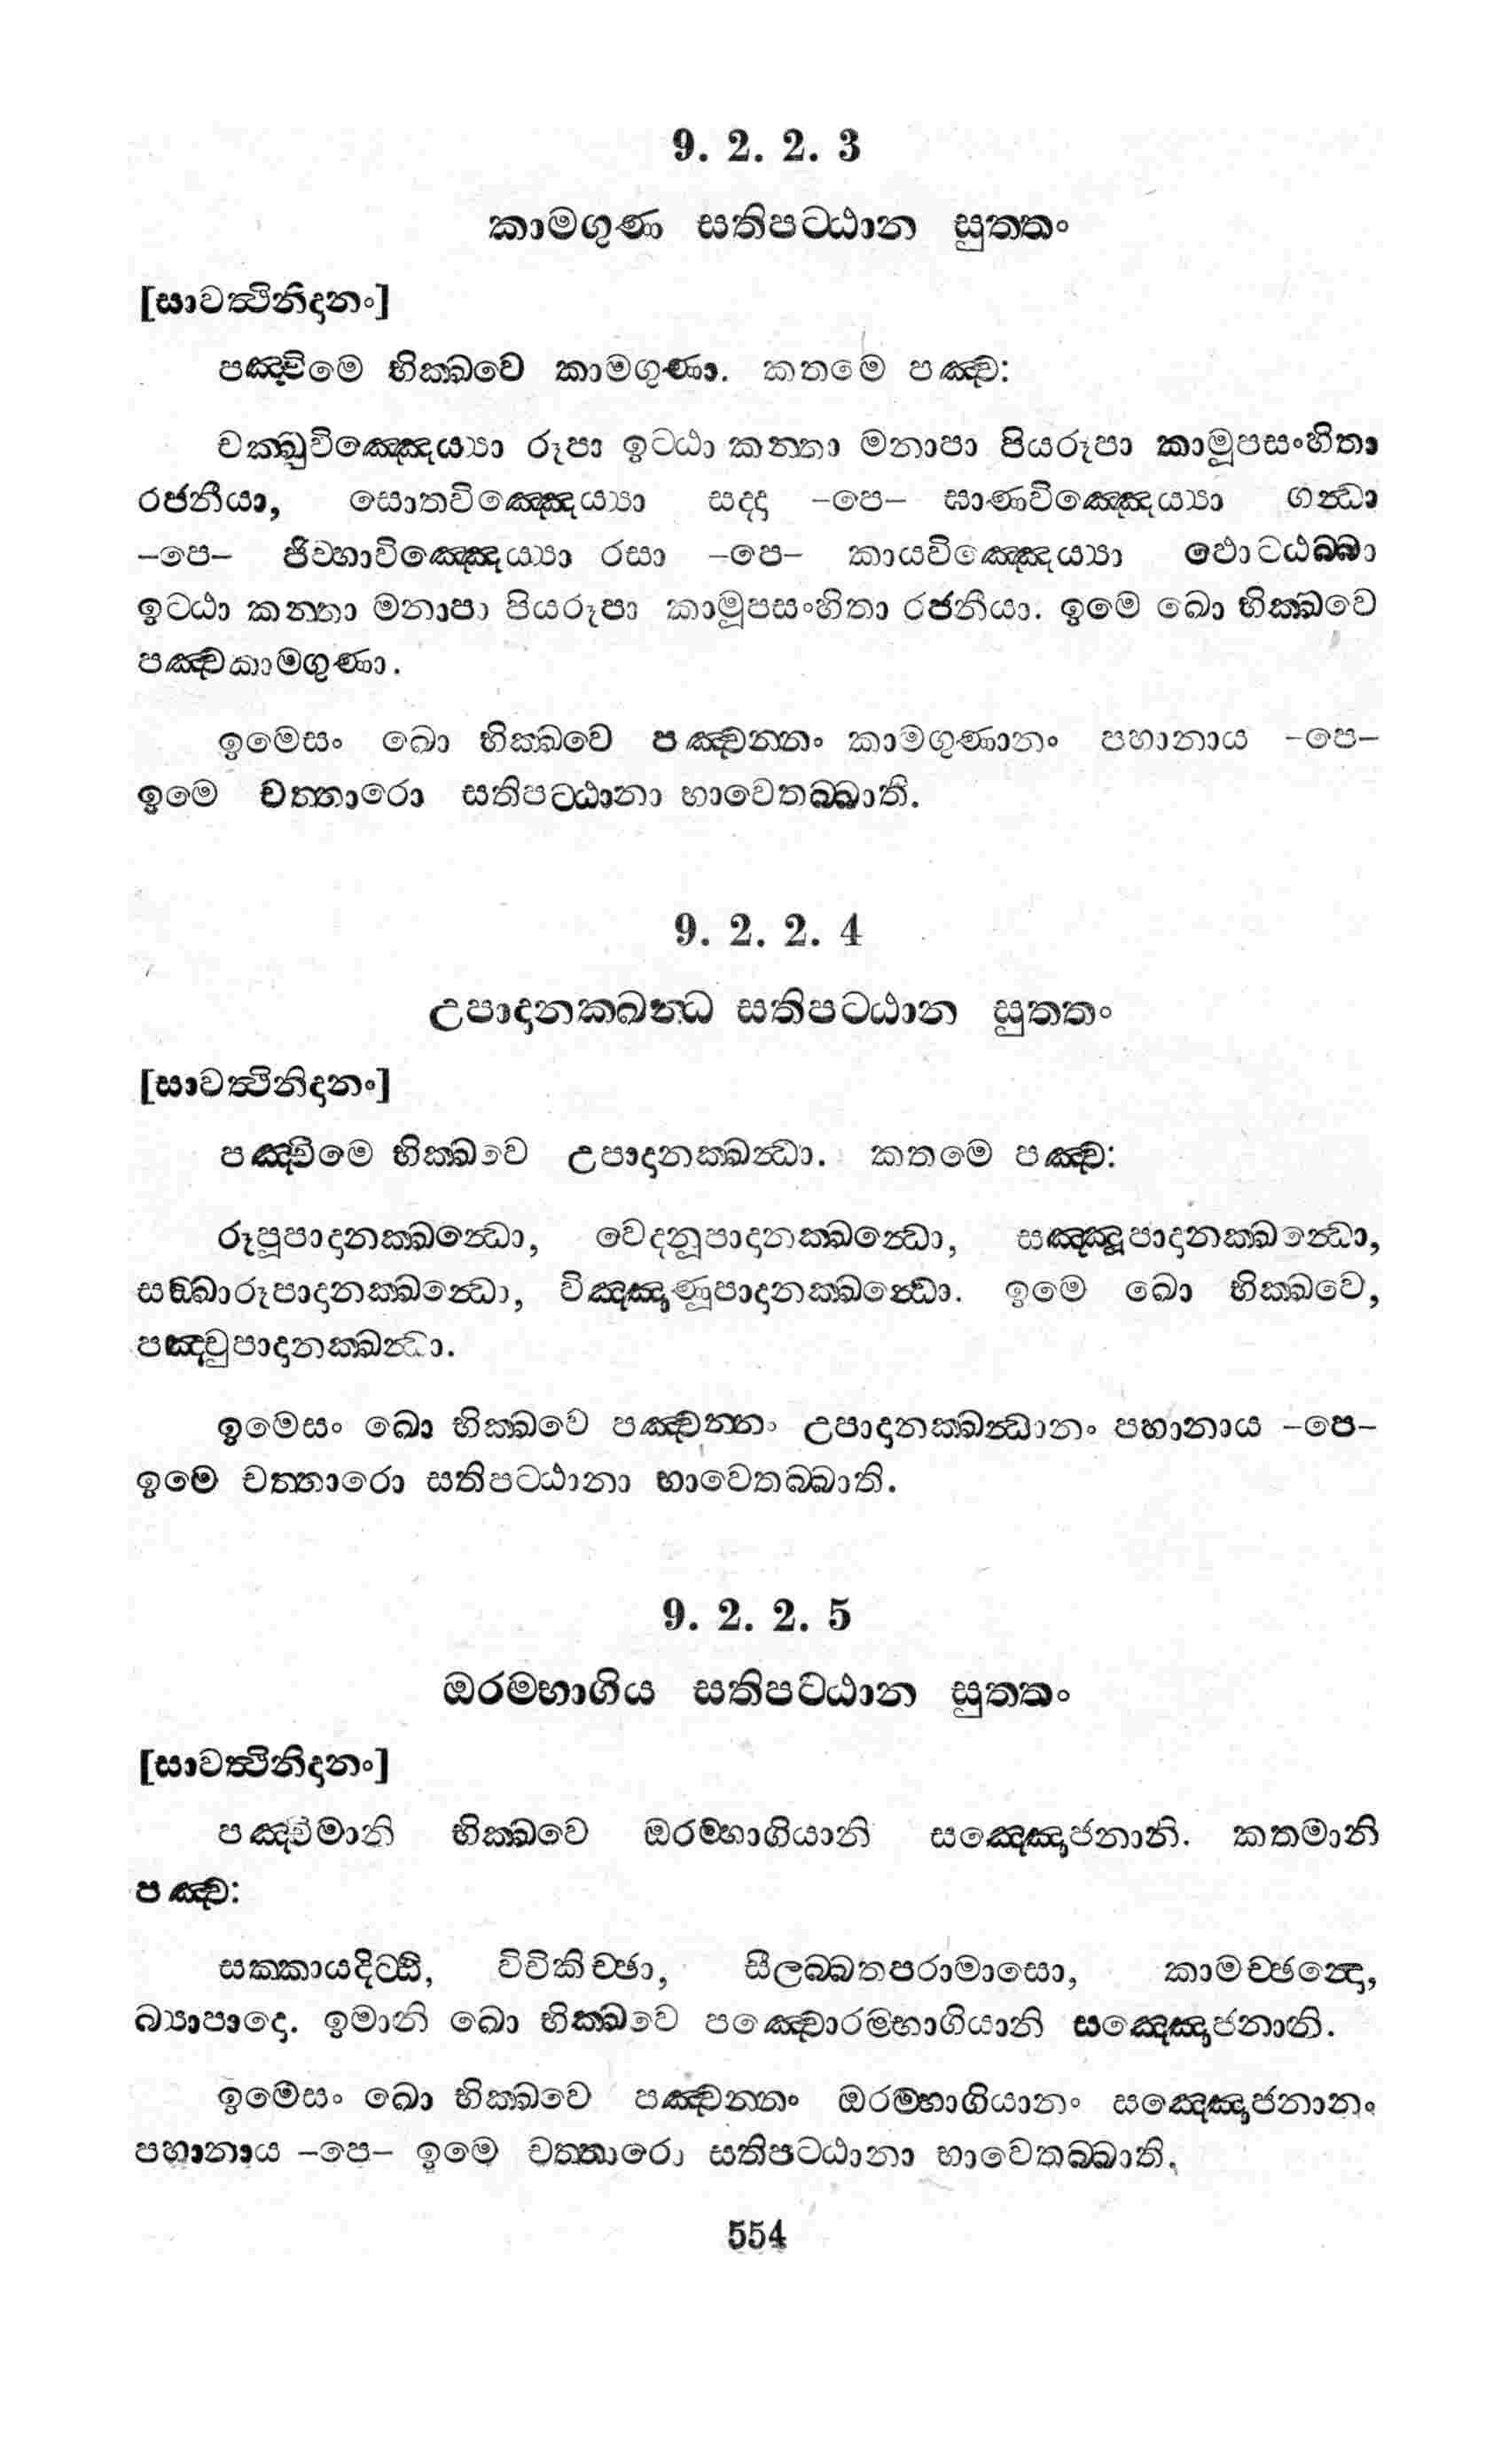 9. 2. 2. 3
කාමගුණ සතිපට්ඨාන සුත්තං
[සාවත්ථිනිදානං]
පඤ්චිමෙ භික්ඛවෙ කාමගුණා. කතමෙ පඤ්ච:
චක්ඛුවිඤ්ඤෙය්‍යා රූපා ඉට්ඨා කන්තා මනාපා පියරූපා කාමූපසංහිතා
රජනීයා, සොතවිඤ්ඤෙය්‍යා සද්දා -පෙ- ඝාණවිඤ්ඤෙය්‍යා ගන්ධා
-පෙ- ජිව්හාවිඤ්ඤෙය්‍යා රසා -පෙ- කායවිඤ්ඤෙය්‍යා ඵොට්ඨබ්බා
ඉට්ඨා කන්තා මනාපා පියරූපා කාමූපසංහිතා රජනීයා. ඉමෙ ඛො භික්ඛවෙ
පඤ්චකාමගුණා.
ඉමෙසං ඛො භික්ඛවෙ පඤ්චන්නං කාමගුණානං පහානාය -පෙ-
ඉමෙ චත්තාරො සතිපට්ඨානා භාවෙතබ්බාති.
9. 2. 2. 4
උපාදානක්ඛන්ධ සතිපට්ඨාන සුත්තං
[සාවත්ථිනිදානං]
පඤ්චිමෙ භික්ඛවෙ උපාදානක්ඛන්ධා. කතමෙ පඤ්ච:
රූපූපාදානක්ඛන්ධො, වෙදනූපාදානක්ඛන්ධො, සඤ්ඤූපාදානක්ඛන්ධො,
සඞ්ඛාරූපාදානක්ඛන්ධො, විඤ්ඤාණූපාදානක්ඛන්ධො. ඉමෙ ඛො භික්ඛවෙ,
පඤ්චුපාදානක්ඛන්ධා.
ඉමෙසං ඛො භික්ඛවෙ පඤ්චන්නං උපාදානක්ඛන්ධානං පහානාය -පෙ-
ඉමෙ චත්තාරො සතිපට්ඨානා භාවෙතබ්බාති.
9. 2. 2. 5
ඔරම්භාගිය සතිපට්ඨාන සුත්තං
[සාවත්ථිනිදානං]
පඤ්චිමානි භික්ඛවෙ ඔරම්භාගියානි සඤ්ඤොජනානි. කතමානි
පඤ්ච:
සක්කායදිට්ඨි, විචිකිච්ඡා, සීලබ්බතපරාමාසො, කාමච්ඡන්දො,
බ්‍යාපාදො. ඉමානි ඛො භික්ඛවෙ පඤ්චොරම්භාගියානි සඤ්ඤොජනානි.
ඉමෙසං ඛො භික්ඛවෙ පඤ්චන්නං ඔරම්භාගියානං සඤ්ඤොජනානං
පහානාය -පෙ- ඉමෙ චත්තාරො සතිපට්ඨානා භාවෙතබ්බාති.
554